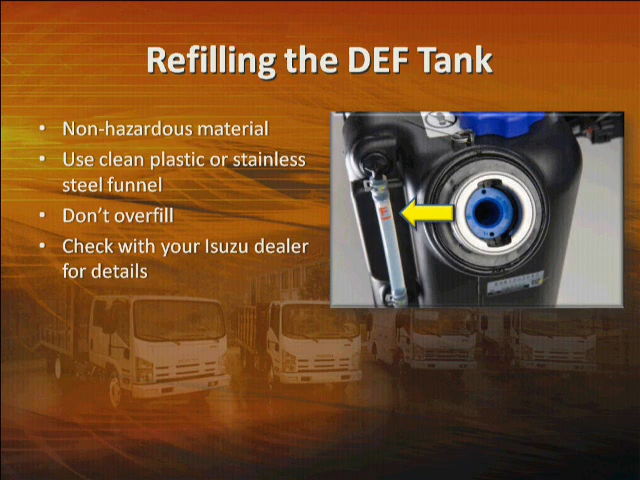 Refilling the DEF Tank
• Non-hazardous material
• Use clean plastic or stainless
steel funnel
• Don't overfill
• Check with your Isuzu dealer
for details